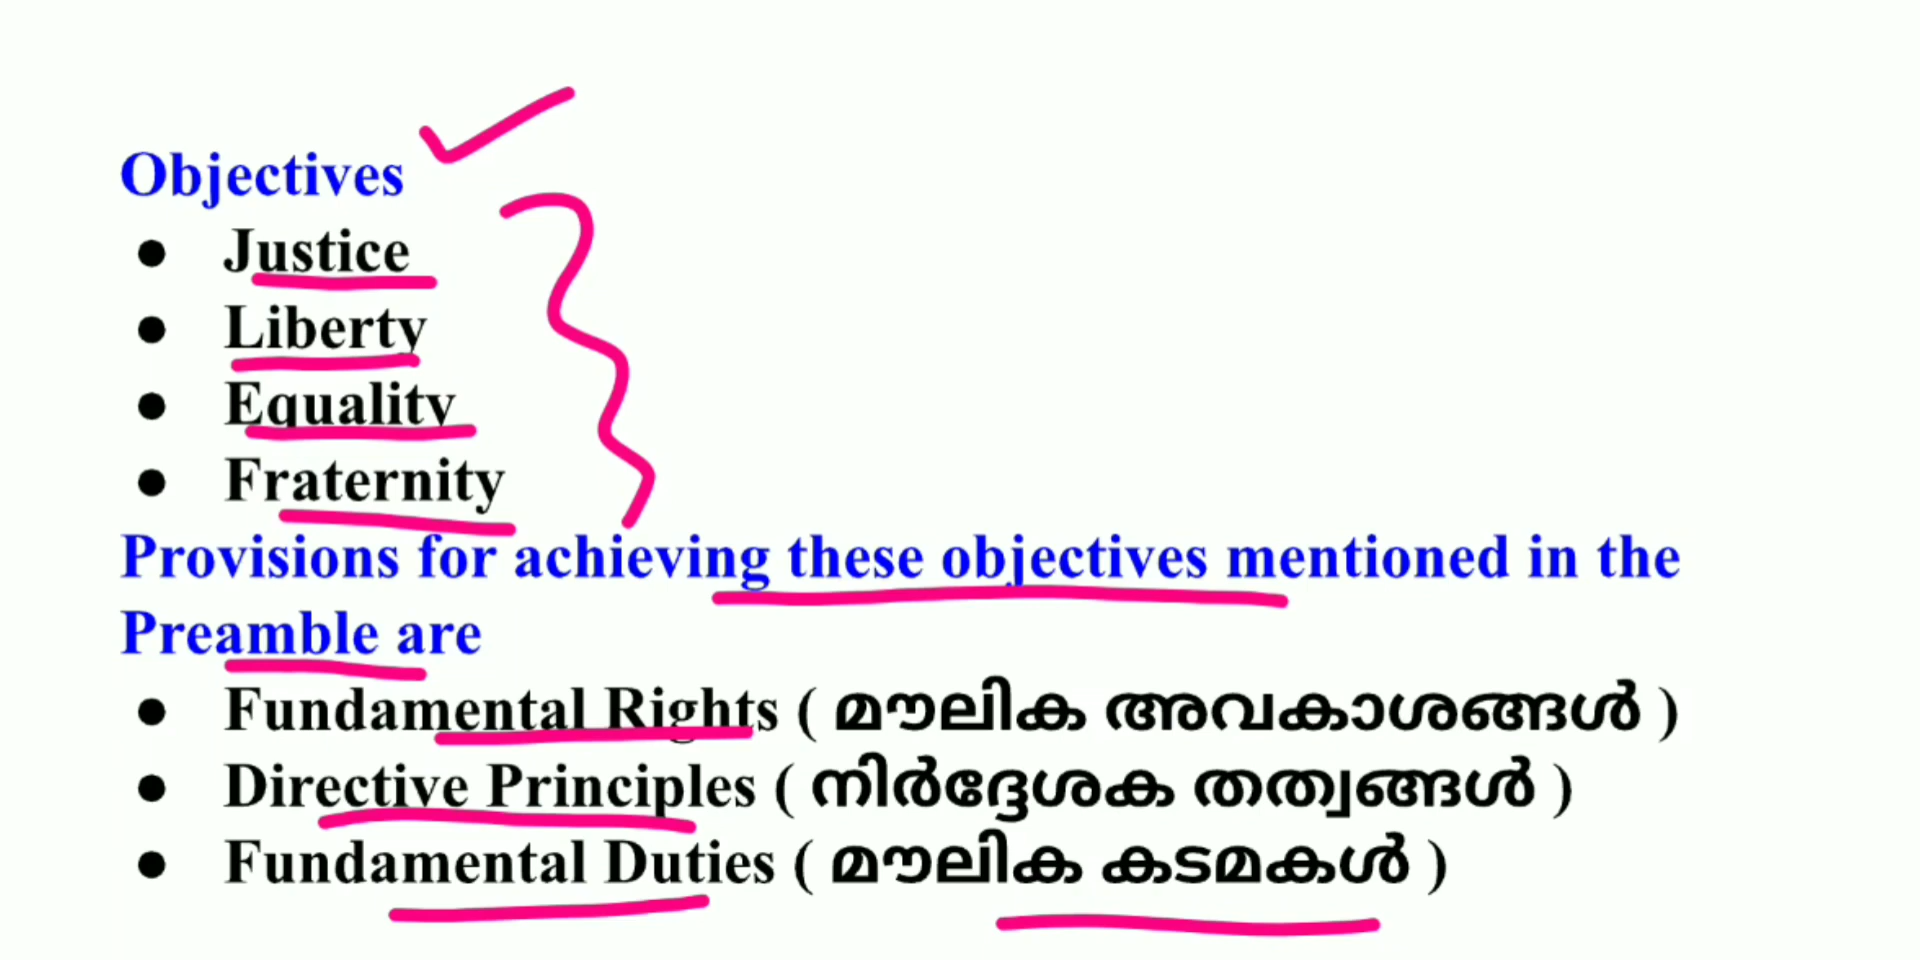 Objectives
● Justice
● Liberty
● Equality
● Fraternity
Provisions for achieving these objectives mentioned in the
Preamble are
● Fundamental Rights ( മൗലിക അവകാശങ്ങൾ )
● Directive Principles ( നിർദ്ദേശക തത്വങ്ങൾ )
● Fundamental Duties ( മൗലിക കടമകൾ )